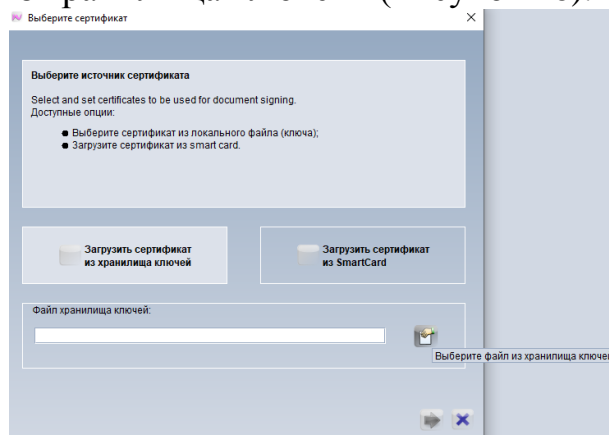 Выберите сертификат
Выберите источник сертификата
Select and set certificates to be used for document signing.
Доступные опции:
● Выберите сертификат из локального файла (ключа);
● Загрузите сертификат из smart card.
Загрузить сертификат
из хранилища ключей
Загрузить сертификат
из SmartCard
Файл хранилища ключей:
Выберите файл из хранилища ключе